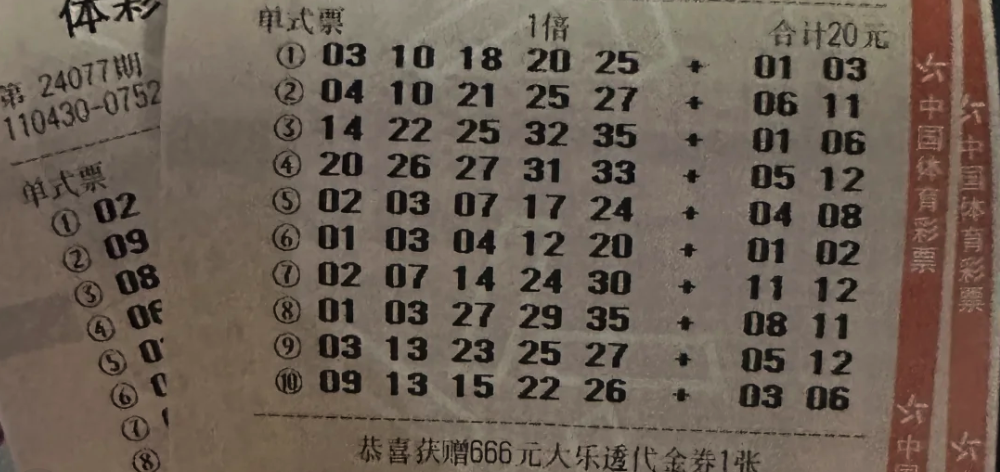 体彩
第 24077期
110430-0752
单式票
① 02
② 09
③ 08
④
⑤
⑥
⑦
⑧
单式票 1倍 合计20元
① 03 10 18 20 25 + 01 03
② 04 10 21 25 27 + 06 11
③ 14 22 25 32 35 + 01 06
④ 20 26 27 31 33 + 05 12
⑤ 02 03 07 17 24 + 04 08
⑥ 01 03 04 12 20 + 01 02
⑦ 02 07 14 24 30 + 11 12
⑧ 01 03 27 29 35 + 08 11
⑨ 03 13 23 25 27 + 05 12
⑩ 09 13 15 22 26 + 03 06
恭喜获赠666元大乐透代金券1张
中国体育彩票
中国体育彩票
中国
中